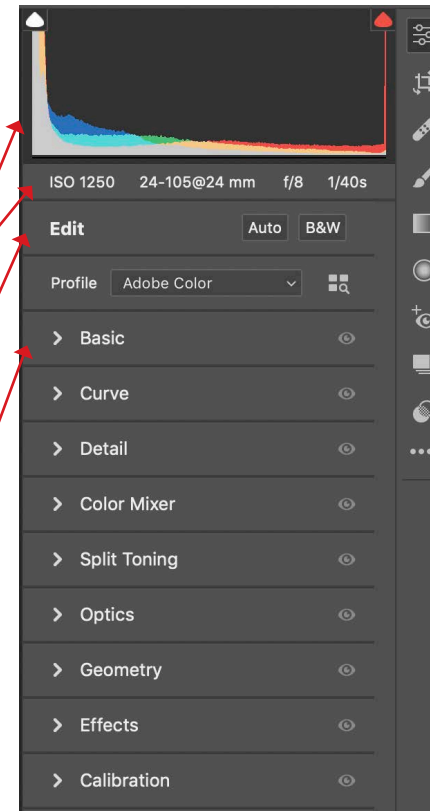 ISO 1250 24-105@24 mm f/8 1/40s
Edit Auto B&W
Profile Adobe Color
Basic
Curve
Detail
Color Mixer
Split Toning
Optics
Geometry
Effects
Calibration